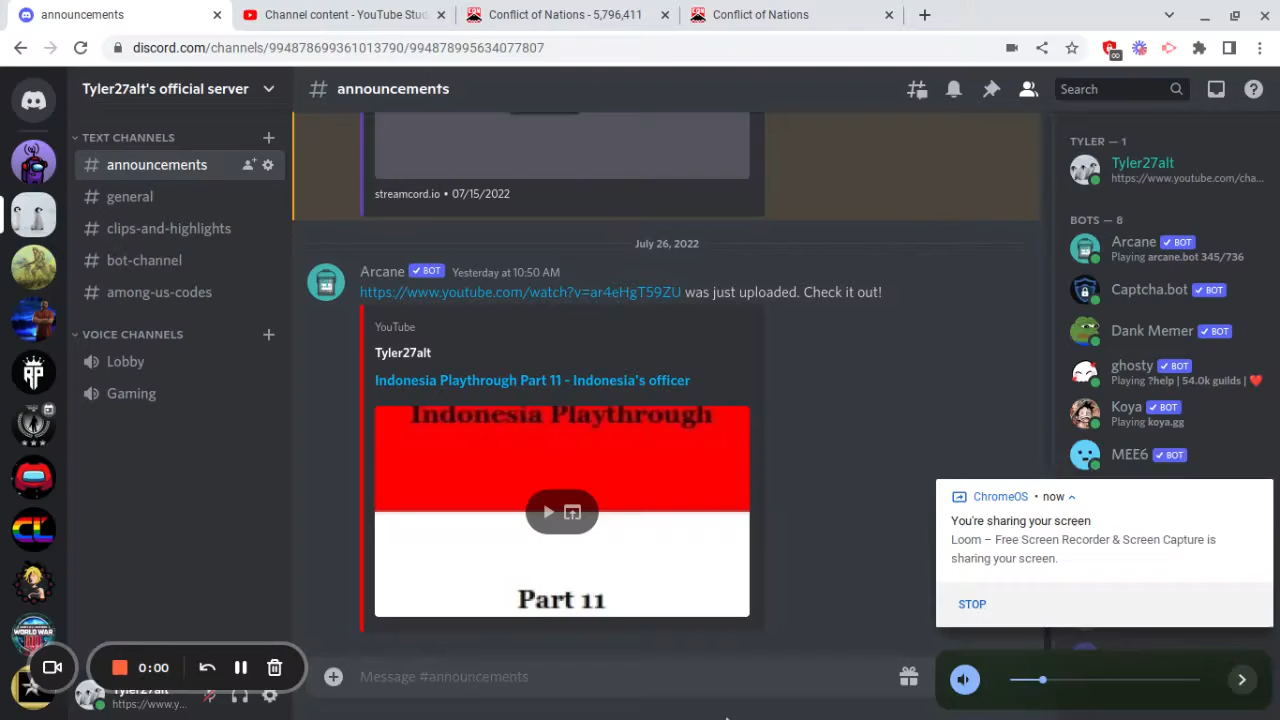 announcements
Channel content - YouTube Stud
Conflict of Nations - 5,796,411
Conflict of Nations
discord.com/channels/994878699361013790/994878995634077807
Tyler27alt's official server
announcements
Search
TEXT CHANNELS
announcements
general
clips-and-highlights
bot-channel
among-us-codes
VOICE CHANNELS
Lobby
Gaming
streamcord.io • 07/15/2022
July 26, 2022
Arcane BOT Yesterday at 10:50 AM
https://www.youtube.com/watch?v=ar4eHgT59ZU was just uploaded. Check it out!
YouTube
Tyler27alt
Indonesia Playthrough Part 11 - Indonesia's officer
Indonesia Playthrough
Part 11
Message #announcements
TYLER — 1
Tyler27alt
https://www.youtube.com/cha...
BOTS — 8
Arcane BOT
Playing arcane.bot 345/736
Captcha.bot BOT
Dank Memer BOT
ghosty BOT
Playing ?help | 54.0k guilds | ❤️
Koya BOT
Playing koya.gg
MEE6 BOT
ChromeOS • now
You're sharing your screen
Loom – Free Screen Recorder & Screen Capture is
sharing your screen.
STOP
0:00
Tyler27alt
https://www.y...
RP
CL
WORLD WAR